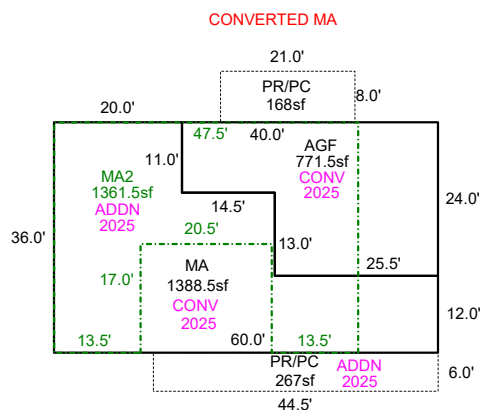 CONVERTED MA
21.0'
PR/PC
168sf
8.0'
20.0'
47.5'
40.0'
AGF
771.5sf
CONV
2025
11.0'
MA2
1361.5sf
ADDN
2025
14.5'
24.0'
36.0'
20.5'
13.0'
25.5'
17.0'
MA
1388.5sf
CONV
2025
12.0'
13.5'
60.0'
13.5'
PR/PC
267sf
ADDN
2025
6.0'
44.5'